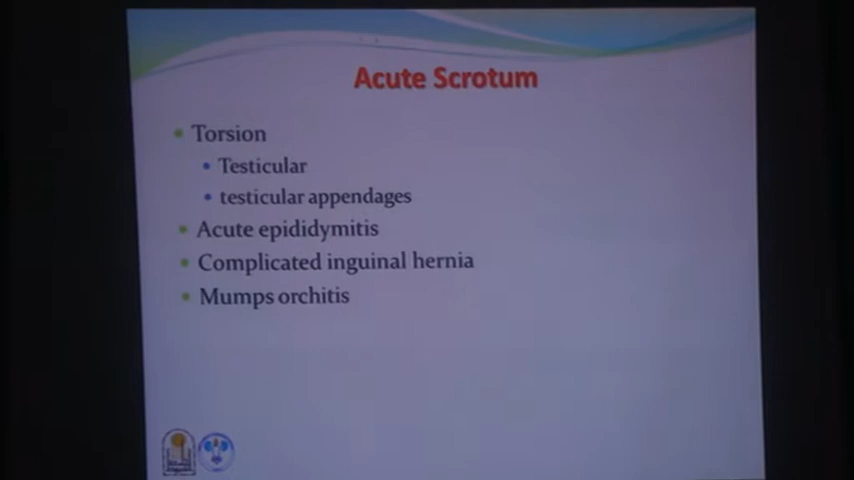 Acute Scrotum
Torsion
Testicular
testicular appendages
Acute epididymitis
Complicated inguinal hernia
Mumps orchitis